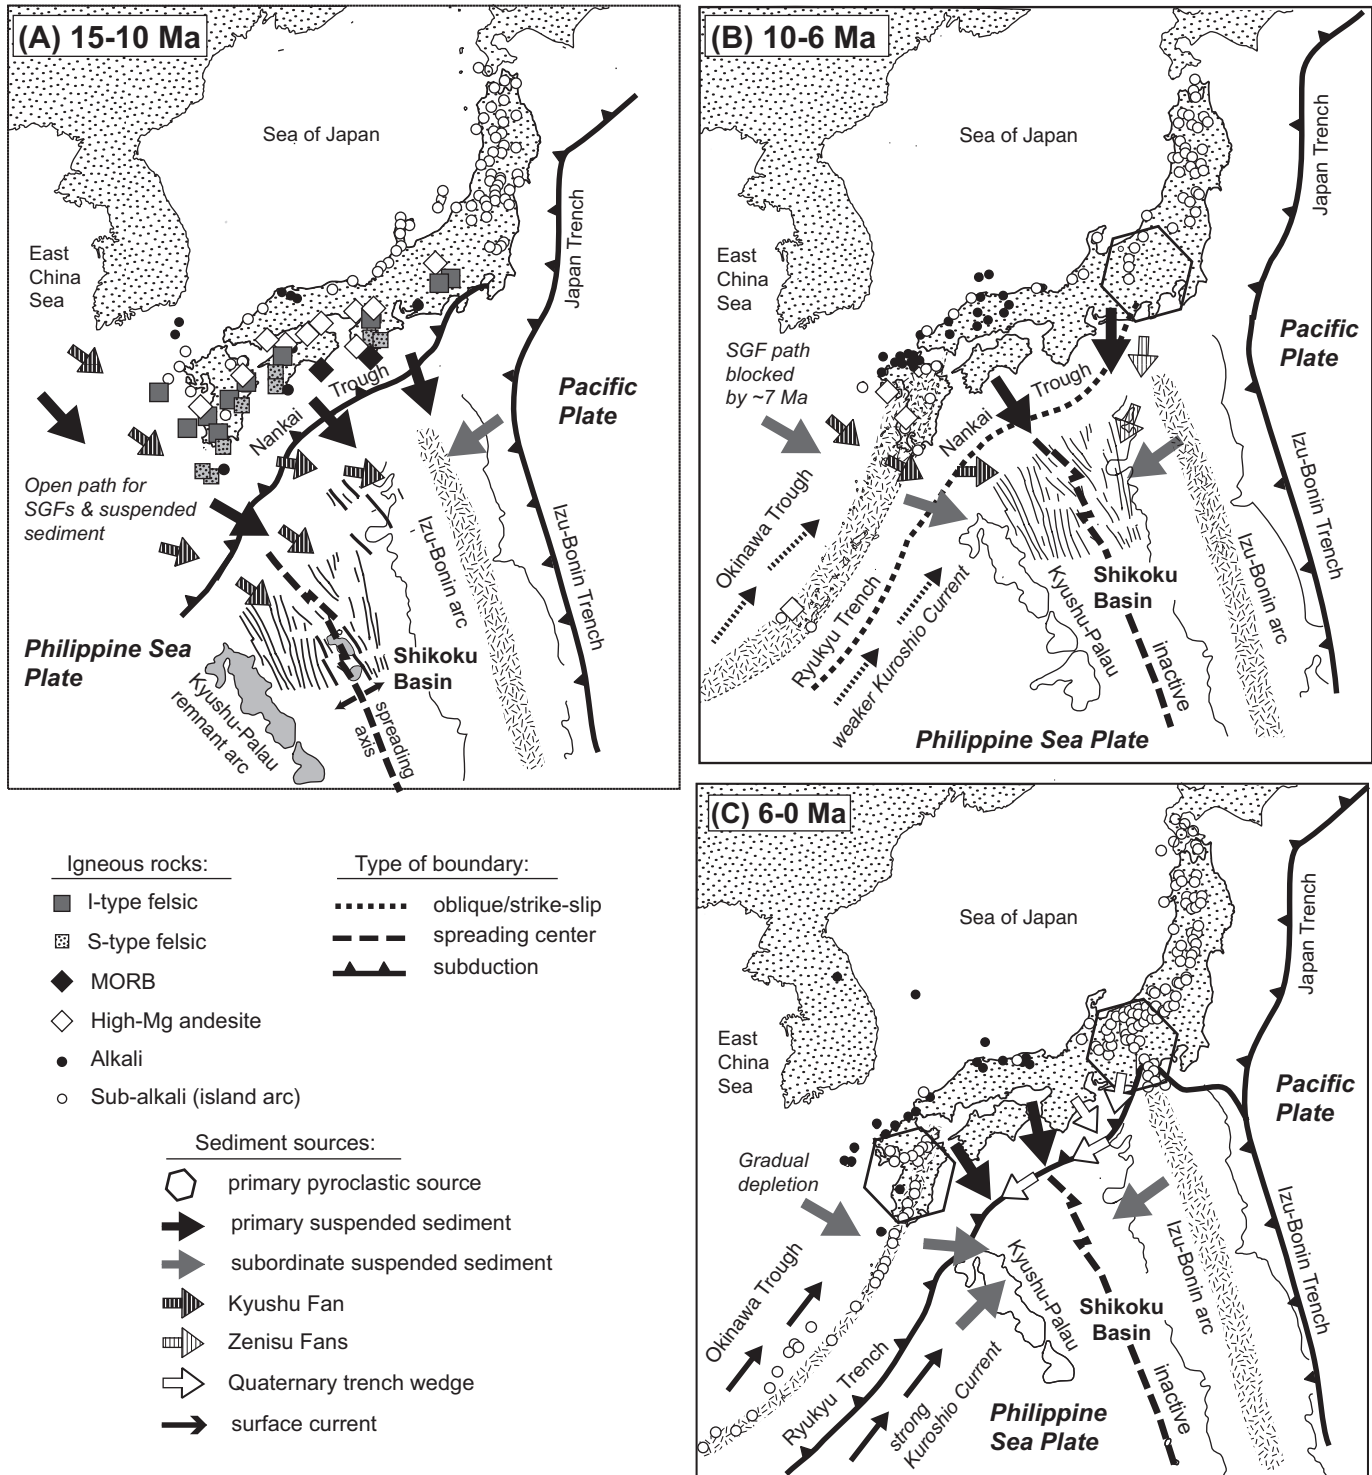 (A) 15-10 Ma
Sea of Japan
East
China
Sea
Japan Trench
Pacific
Plate
Nankai
Trough
Open path for
SGFs & suspended
sediment
Izu-Bonin arc
Izu-Bonin Trench
Philippine Sea
Plate
Shikoku
Basin
Kyushu-Palau
remnant arc
spreading
axis
(B) 10-6 Ma
Sea of Japan
East
China
Sea
Japan Trench
Pacific
Plate
SGF path
blocked
by ~7 Ma
Nankai
Trough
Okinawa Trough
Ryukyu Trench
weaker Kuroshio Current
Kyushu-Palau
Shikoku
Basin
inactive
Izu-Bonin arc
Izu-Bonin Trench
Philippine Sea Plate
(C) 6-0 Ma
Sea of Japan
East
China
Sea
Japan Trench
Pacific
Plate
Gradual
depletion
Okinawa Trough
Ryukyu Trench
strong
Kuroshio Current
Kyushu-Palau
Shikoku
Basin
inactive
Izu-Bonin arc
Izu-Bonin Trench
Philippine
Sea Plate
Igneous rocks:
I-type felsic
S-type felsic
MORB
High-Mg andesite
Alkali
Sub-alkali (island arc)
Type of boundary:
oblique/strike-slip
spreading center
subduction
Sediment sources:
primary pyroclastic source
primary suspended sediment
subordinate suspended sediment
Kyushu Fan
Zenisu Fans
Quaternary trench wedge
surface current